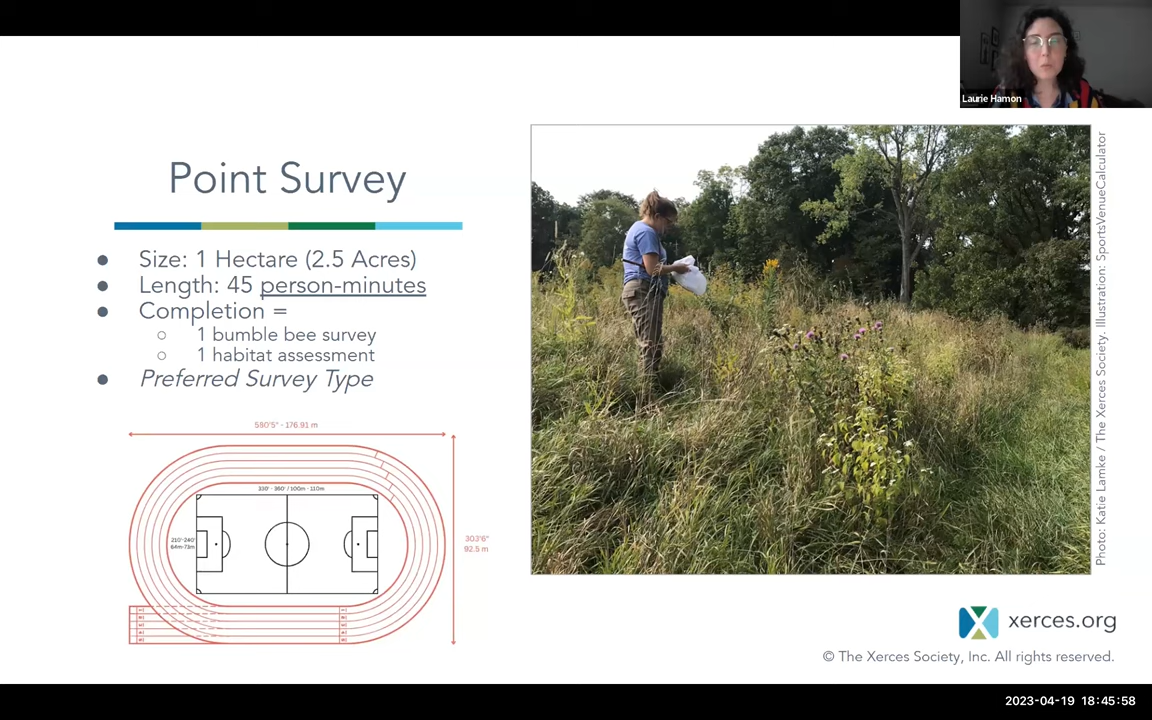 Laurie Hamon
Point Survey
● Size: 1 Hectare (2.5 Acres)
● Length: 45 person-minutes
● Completion =
○ 1 bumble bee survey
○ 1 habitat assessment
● Preferred Survey Type
580'5" - 176.91 m
330' - 360' / 100m - 110m
210'-240'
64m-73m
303'6"
92.5 m
Photo: Katie Lamke / The Xerces Society. Illustration: SportsVenueCalculator
xerces.org
© The Xerces Society, Inc. All rights reserved.
2023-04-19 18:45:58